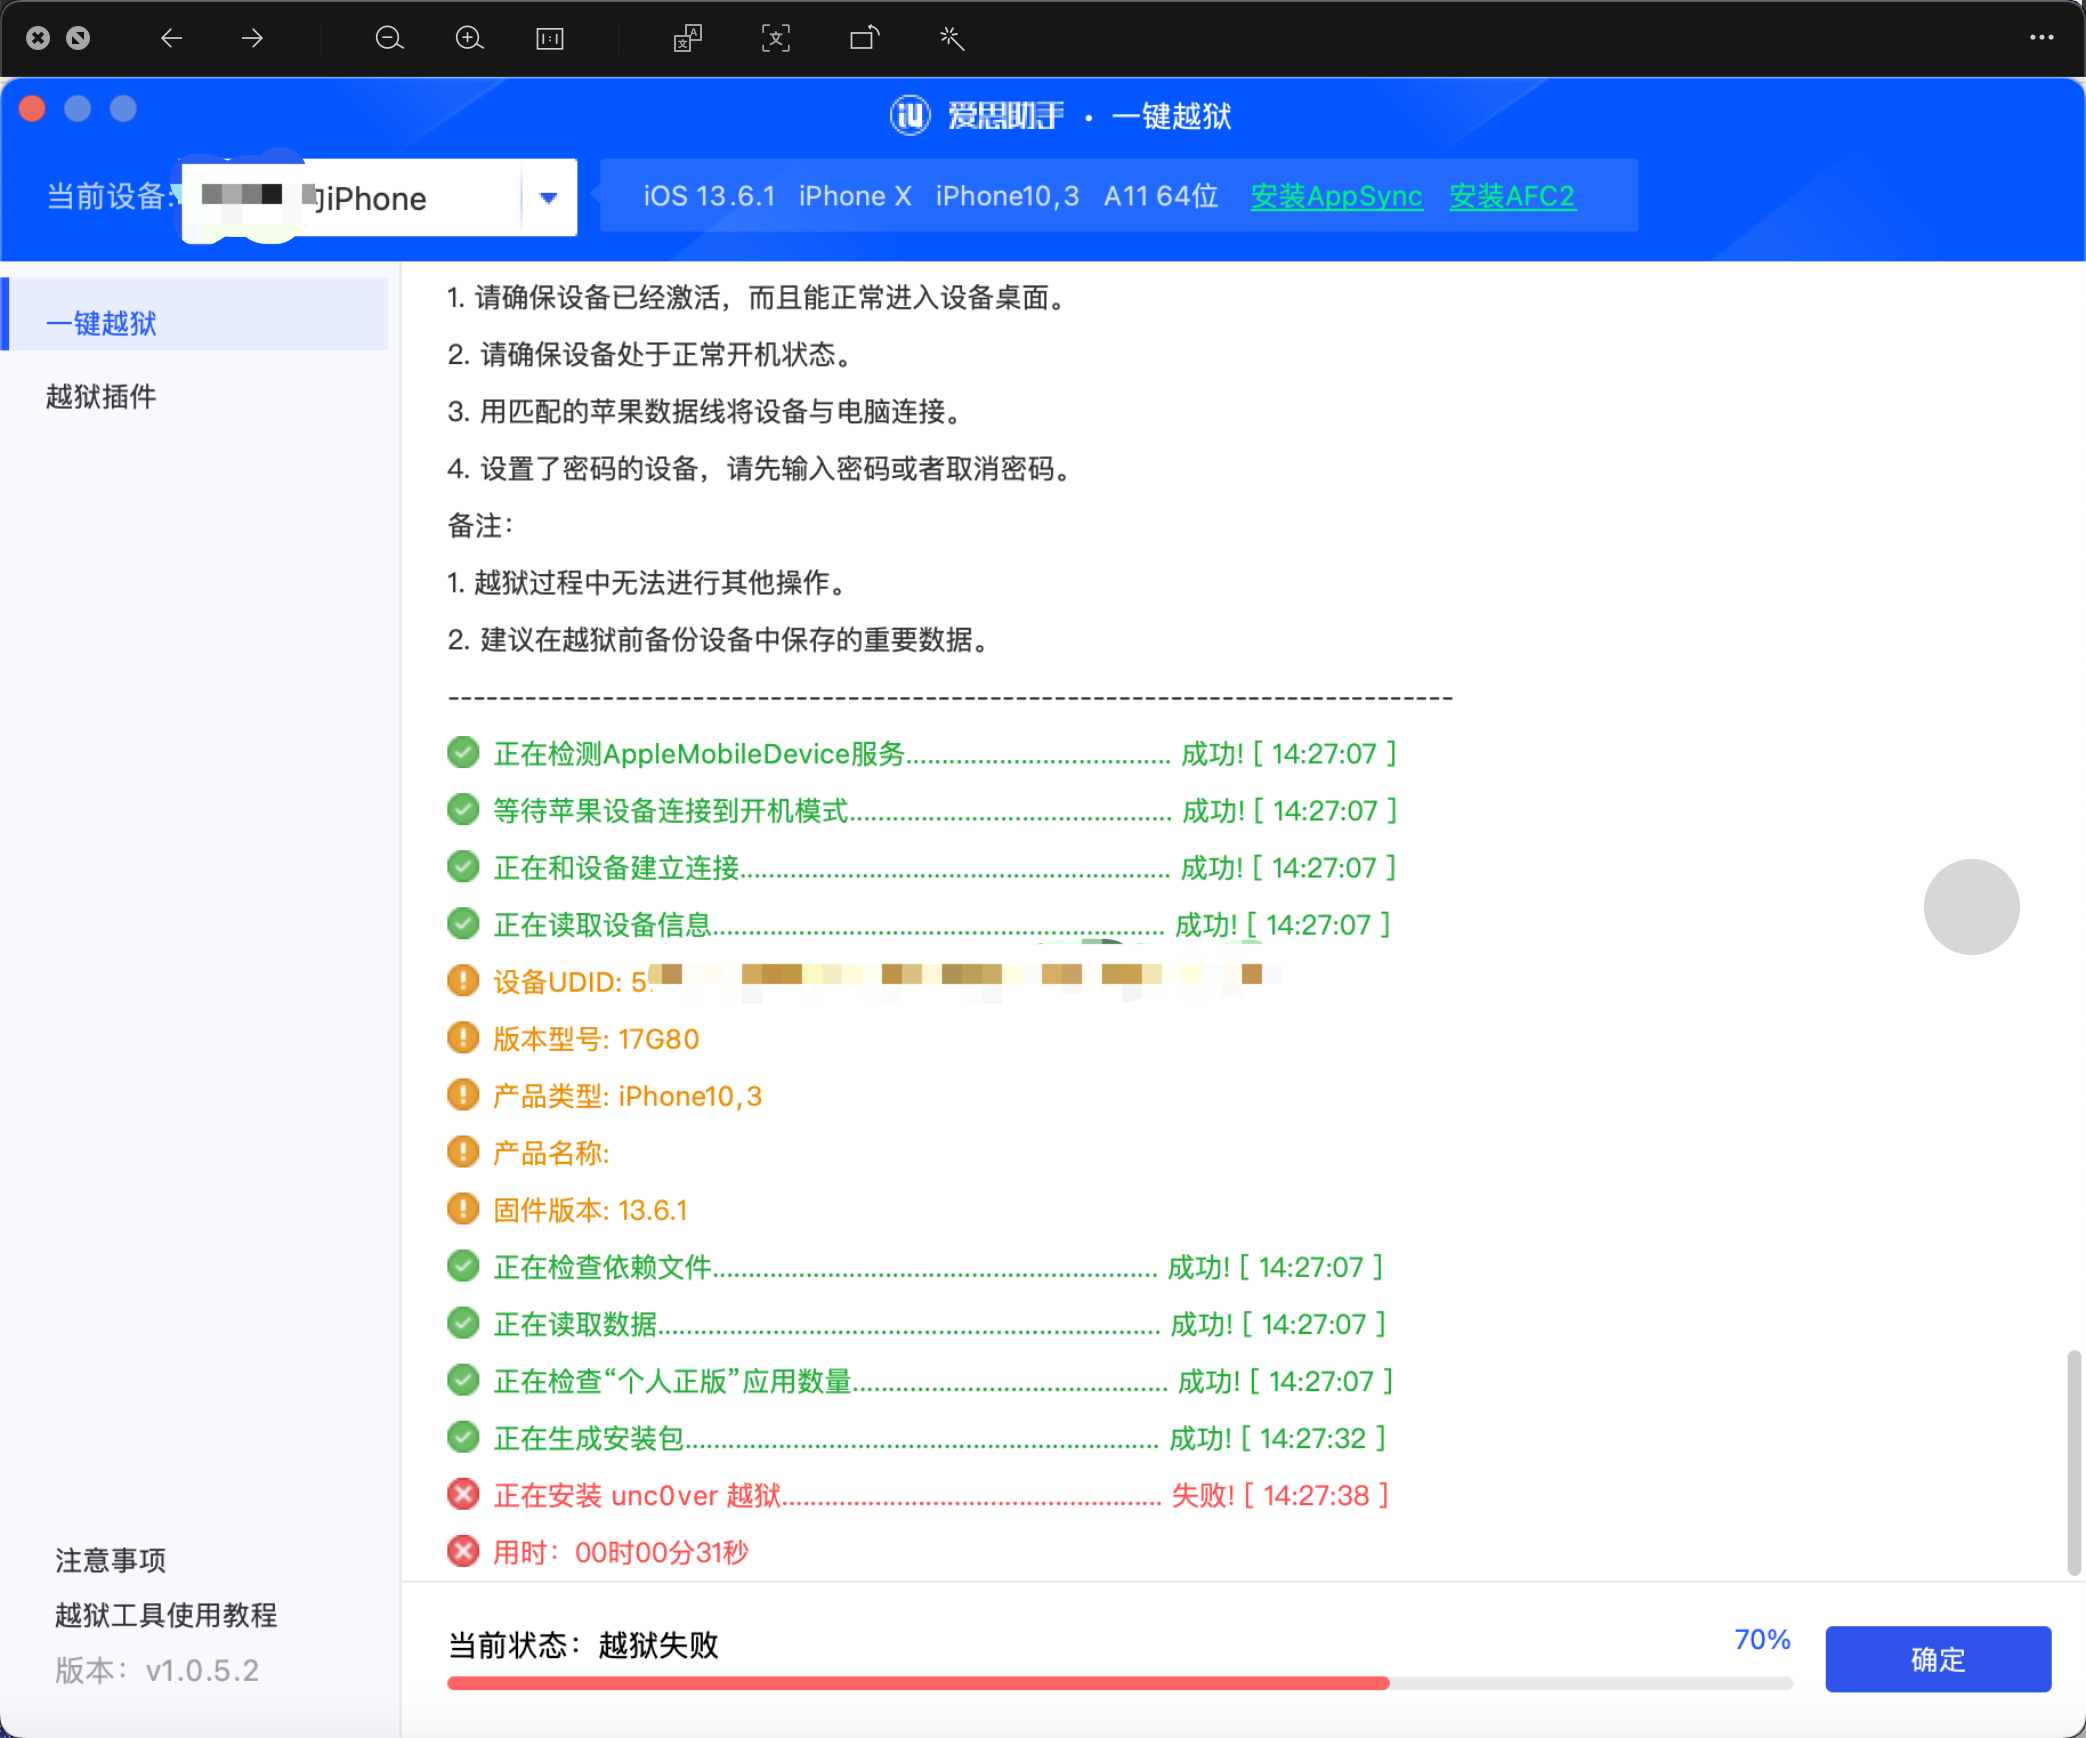 爱思助手 · 一键越狱
当前设备:
iPhone
iOS 13.6.1 iPhone X iPhone10,3 A11 64位 安装AppSync 安装AFC2
一键越狱
越狱插件
1. 请确保设备已经激活，而且能正常进入设备桌面。
2. 请确保设备处于正常开机状态。
3. 用匹配的苹果数据线将设备与电脑连接。
4. 设置了密码的设备，请先输入密码或者取消密码。
备注：
1. 越狱过程中无法进行其他操作。
2. 建议在越狱前备份设备中保存的重要数据。
------------------------------------------------------------------------------
正在检测AppleMobileDevice服务..................................... 成功! [ 14:27:07 ]
等待苹果设备连接到开机模式............................................. 成功! [ 14:27:07 ]
正在和设备建立连接............................................................ 成功! [ 14:27:07 ]
正在读取设备信息............................................................... 成功! [ 14:27:07 ]
设备UDID: 5
版本型号: 17G80
产品类型: iPhone10,3
产品名称:
固件版本: 13.6.1
正在检查依赖文件.............................................................. 成功! [ 14:27:07 ]
正在读取数据...................................................................... 成功! [ 14:27:07 ]
正在检查“个人正版”应用数量............................................ 成功! [ 14:27:07 ]
正在生成安装包.................................................................. 成功! [ 14:27:32 ]
正在安装 unc0ver 越狱..................................................... 失败! [ 14:27:38 ]
用时：00时00分31秒
注意事项
越狱工具使用教程
版本：v1.0.5.2
当前状态：越狱失败
70%
确定